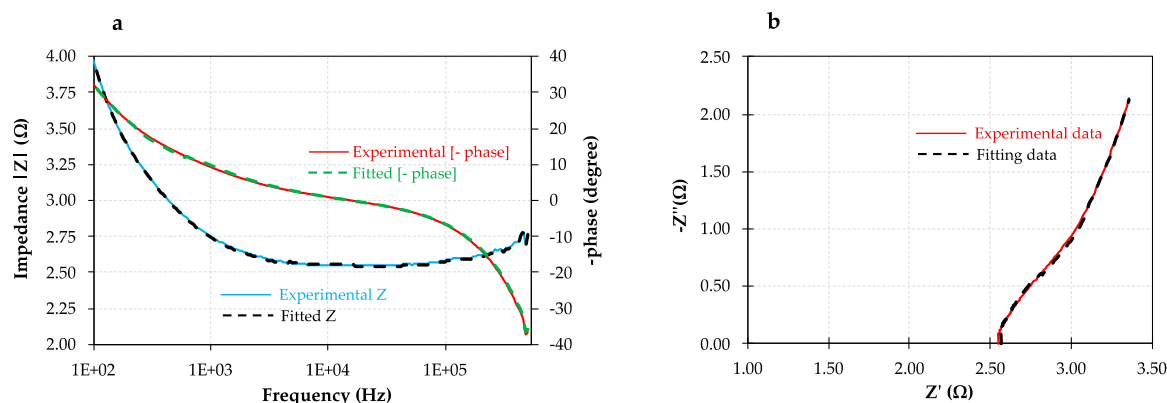 a
Impedance |Z| (Ω)
4.00
3.75
3.50
3.25
3.00
2.75
2.50
2.25
2.00
Experimental [- phase]
Fitted [- phase]
Experimental Z
Fitted Z
40
30
20
10
0
-10
-20
-30
-40
-phase (degree)
1E+02 1E+03 1E+04 1E+05
Frequency (Hz)
b
-Z"(Ω)
2.50
2.00
1.50
1.00
0.50
0.00
Experimental data
Fitting data
1.00 1.50 2.00 2.50 3.00 3.50
Z' (Ω)